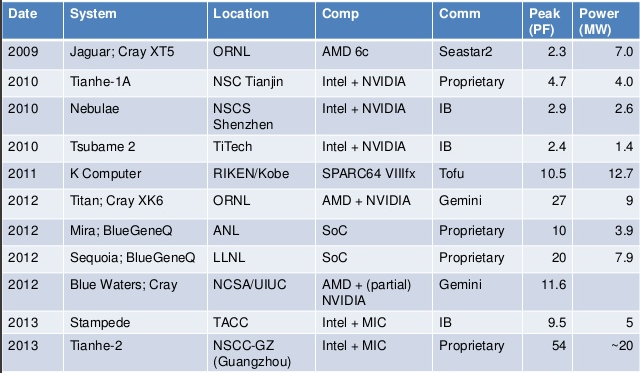 Date System Location Comp Comm Peak (PF) Power (MW)
2009 Jaguar; Cray XT5 ORNL AMD 6c Seastar2 2.3 7.0
2010 Tianhe-1A NSC Tianjin Intel + NVIDIA Proprietary 4.7 4.0
2010 Nebulae NSCS Shenzhen Intel + NVIDIA IB 2.9 2.6
2010 Tsubame 2 TiTech Intel + NVIDIA IB 2.4 1.4
2011 K Computer RIKEN/Kobe SPARC64 VIIIfx Tofu 10.5 12.7
2012 Titan; Cray XK6 ORNL AMD + NVIDIA Gemini 27 9
2012 Mira; BlueGeneQ ANL SoC Proprietary 10 3.9
2012 Sequoia; BlueGeneQ LLNL SoC Proprietary 20 7.9
2012 Blue Waters; Cray NCSA/UIUC AMD + (partial) NVIDIA Gemini 11.6
2013 Stampede TACC Intel + MIC IB 9.5 5
2013 Tianhe-2 NSCC-GZ (Guangzhou) Intel + MIC Proprietary 54 ~20